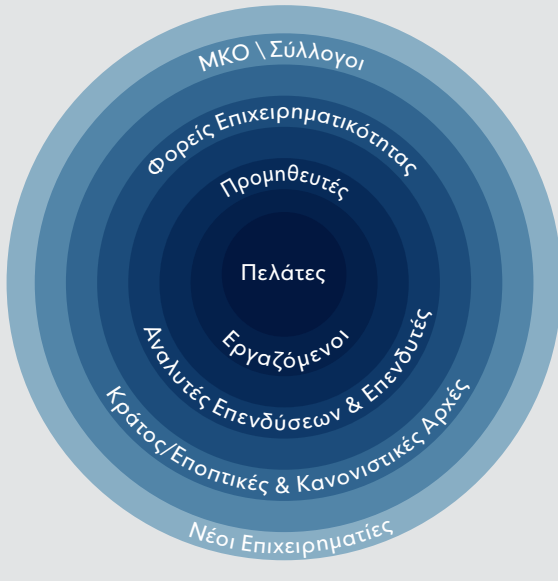 ΜΚΟ \ Σύλλογοι
Φορείς Επιχειρηματικότητας
Προμηθευτές
Πελάτες
Εργαζόμενοι
Αναλυτές Επενδύσεων & Επενδυτές
Κράτος/Εποπτικές & Κανονιστικές Αρχές
Νέοι Επιχειρηματίες